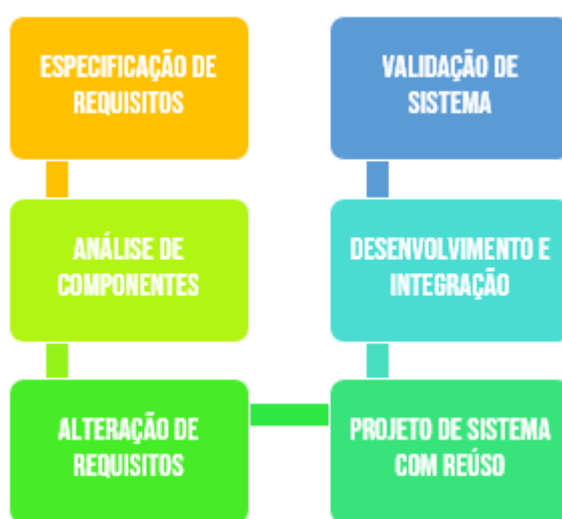 ESPECIFICAÇÃO DE
REQUISITOS
ANÁLISE DE
COMPONENTES
ALTERAÇÃO DE
REQUISITOS
PROJETO DE SISTEMA
COM REÚSO
DESENVOLVIMENTO E
INTEGRAÇÃO
VALIDAÇÃO DE
SISTEMA